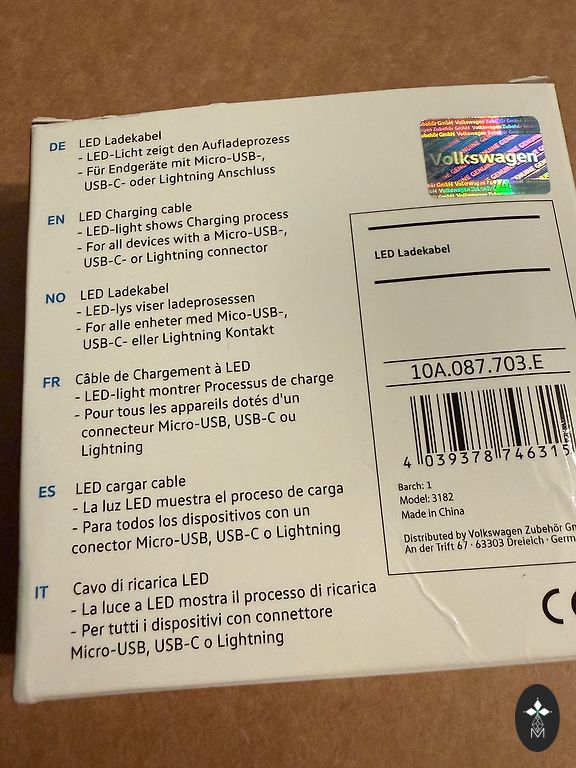 DE LED Ladekabel
- LED-Licht zeigt den Aufladeprozess
- Für Endgeräte mit Micro-USB-,
USB-C- oder Lightning Anschluss
EN LED Charging cable
- LED-light shows Charging process
- For all devices with a Micro-USB-,
USB-C- or Lightning connector
NO LED Ladekabel
- LED-lys viser ladeprosessen
- For alle enheter med Mico-USB-,
USB-C- eller Lightning Kontakt
FR Câble de Chargement à LED
- LED-light montrer Processus de charge
- Pour tous les appareils dotés d'un
connecteur Micro-USB, USB-C ou
Lightning
ES LED cargar cable
- La luz LED muestra el proceso de carga
- Para todos los dispositivos con un
conector Micro-USB, USB-C o Lightning
IT Cavo di ricarica LED
- La luce a LED mostra il processo di ricarica
- Per tutti i dispositivi con connettore
Micro-USB, USB-C o Lightning
Volkswagen
LED Ladekabel
10A.087.703.E
4 039378 746315
Barch: 1
Model: 3182
Made in China
Distributed by Volkswagen Zubehör
An der Trift 67 · 63303 Dreieich
CE
M